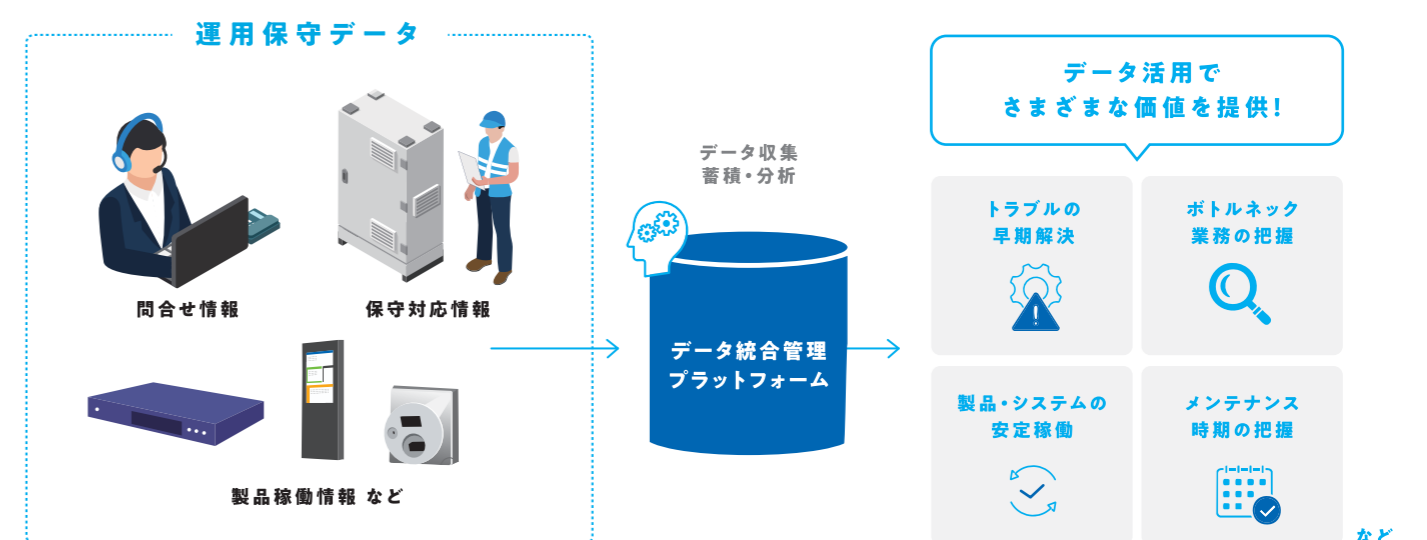 運用保守データ
問合せ情報
保守対応情報
製品稼働情報 など
データ収集
蓄積・分析
データ統合管理
プラットフォーム
データ活用で
さまざまな価値を提供!
トラブルの
早期解決
ボトルネック
業務の把握
製品・システムの
安定稼働
メンテナンス
時期の把握
など